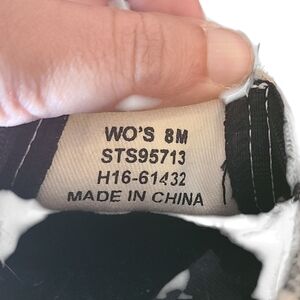 WO'S 8M
STS95713
H16-61432
MADE IN CHINA